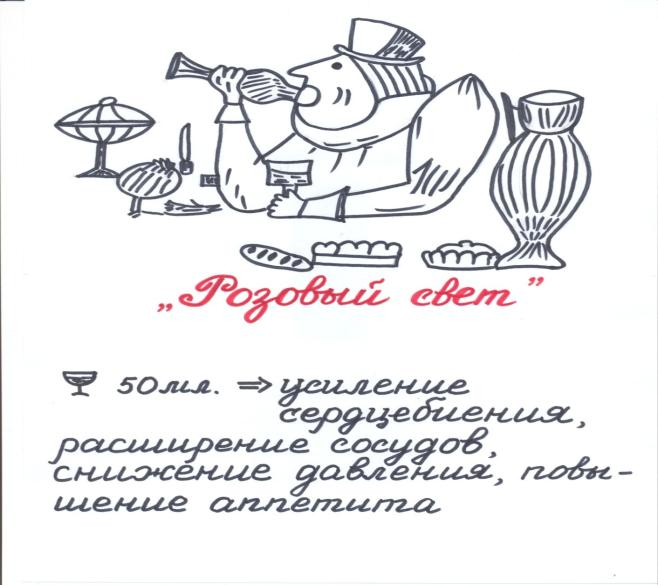 „Розовый свет”
50мл. ⇒ усиление
сердцебиения,
расширение сосудов,
снижение давления, повы-
шение аппетита